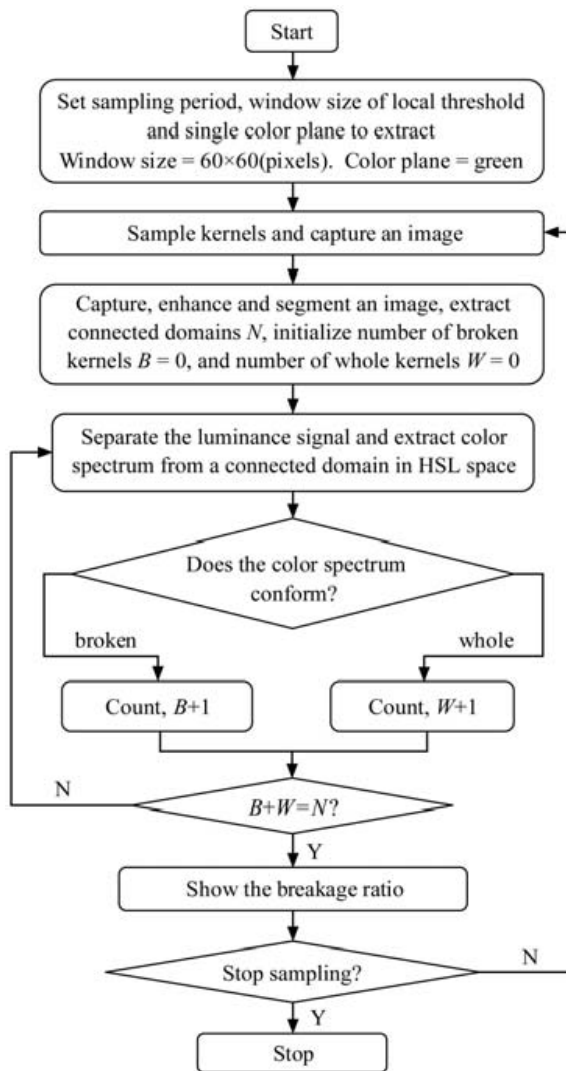 Start
Set sampling period, window size of local threshold
and single color plane to extract
Window size = 60×60(pixels). Color plane = green
Sample kernels and capture an image
Capture, enhance and segment an image, extract
connected domains N, initialize number of broken
kernels B = 0, and number of whole kernels W = 0
Separate the luminance signal and extract color
spectrum from a connected domain in HSL space
Does the color spectrum
conform?
broken
whole
Count, B+1
Count, W+1
N
B+W=N?
Y
Show the breakage ratio
Stop sampling?
N
Y
Stop